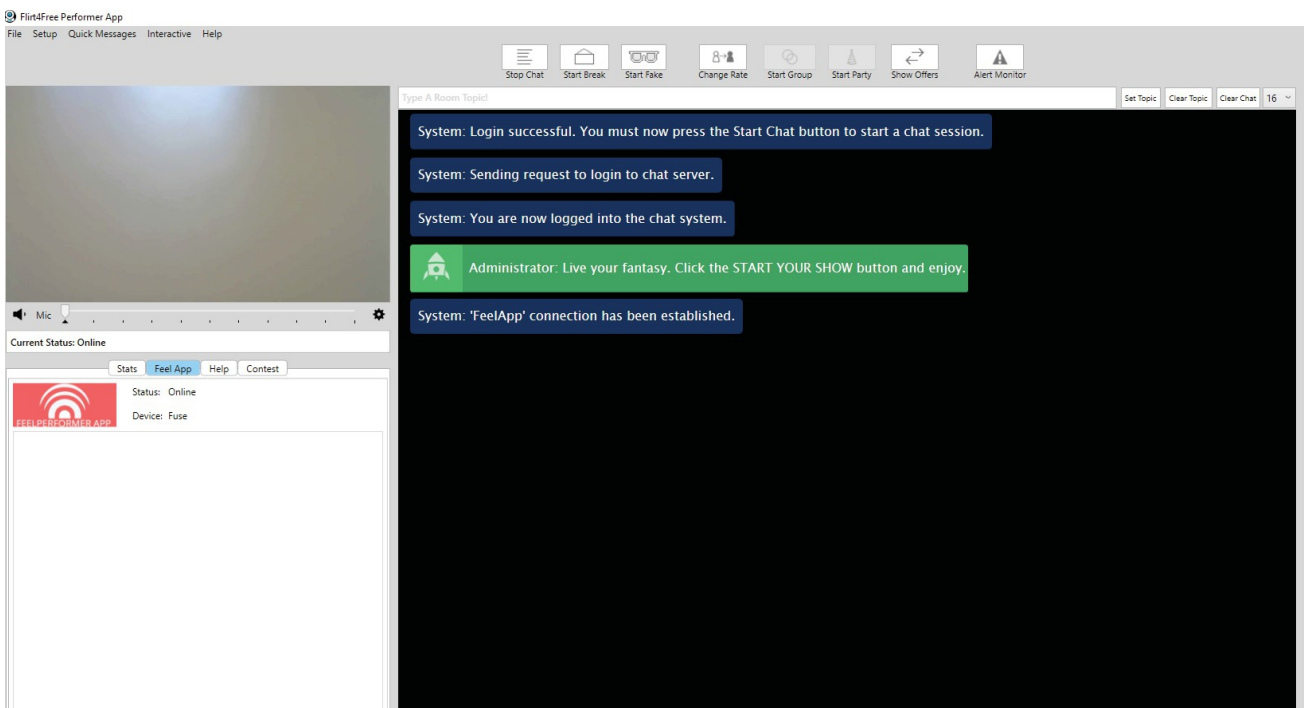 Flirt4Free Performer App
File Setup Quick Messages Interactive Help
Stop Chat Start Break Start Fake Change Rate Start Group Start Party Show Offers Alert Monitor
Type A Room Topic! Set Topic Clear Topic Clear Chat 16
System: Login successful. You must now press the Start Chat button to start a chat session.
System: Sending request to login to chat server.
System: You are now logged into the chat system.
Administrator: Live your fantasy. Click the START YOUR SHOW button and enjoy.
System: 'FeelApp' connection has been established.
Mic
Current Status: Online
Stats Feel App Help Contest
Status: Online
Device: Fuse
FEELPERFORMER APP